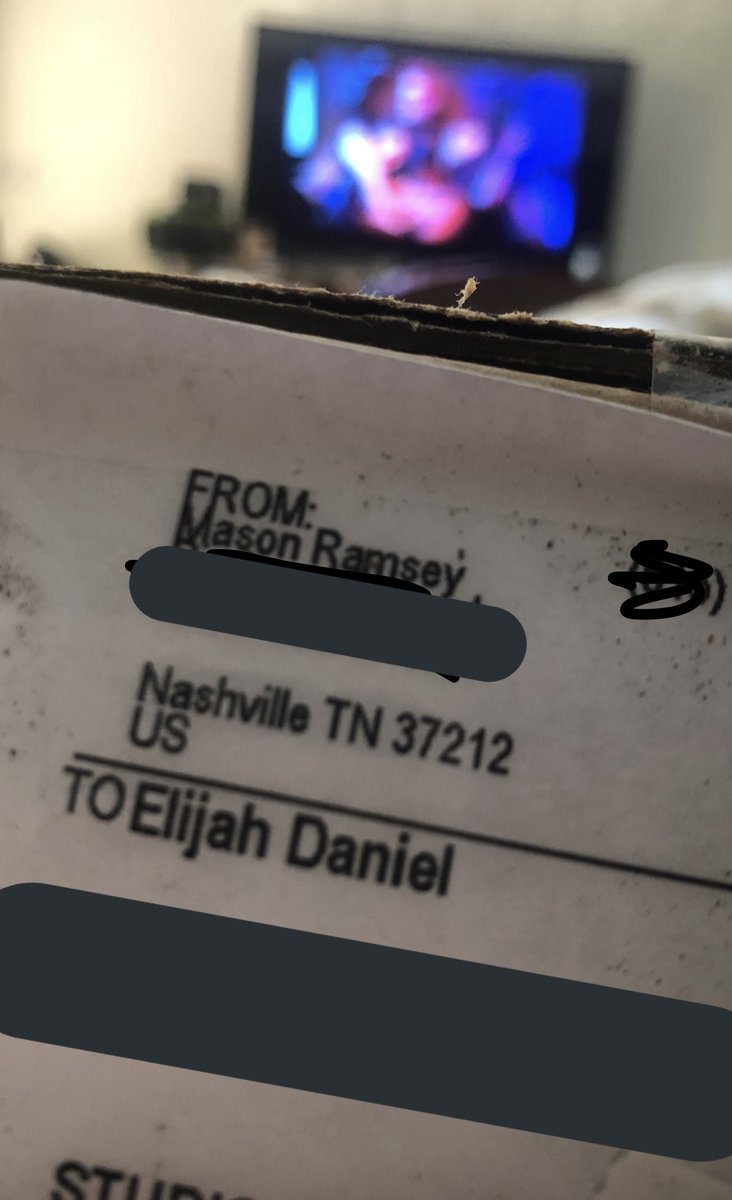 FROM:
Mason Ramsey,
Nashville TN 37212
US
TO Elijah Daniel